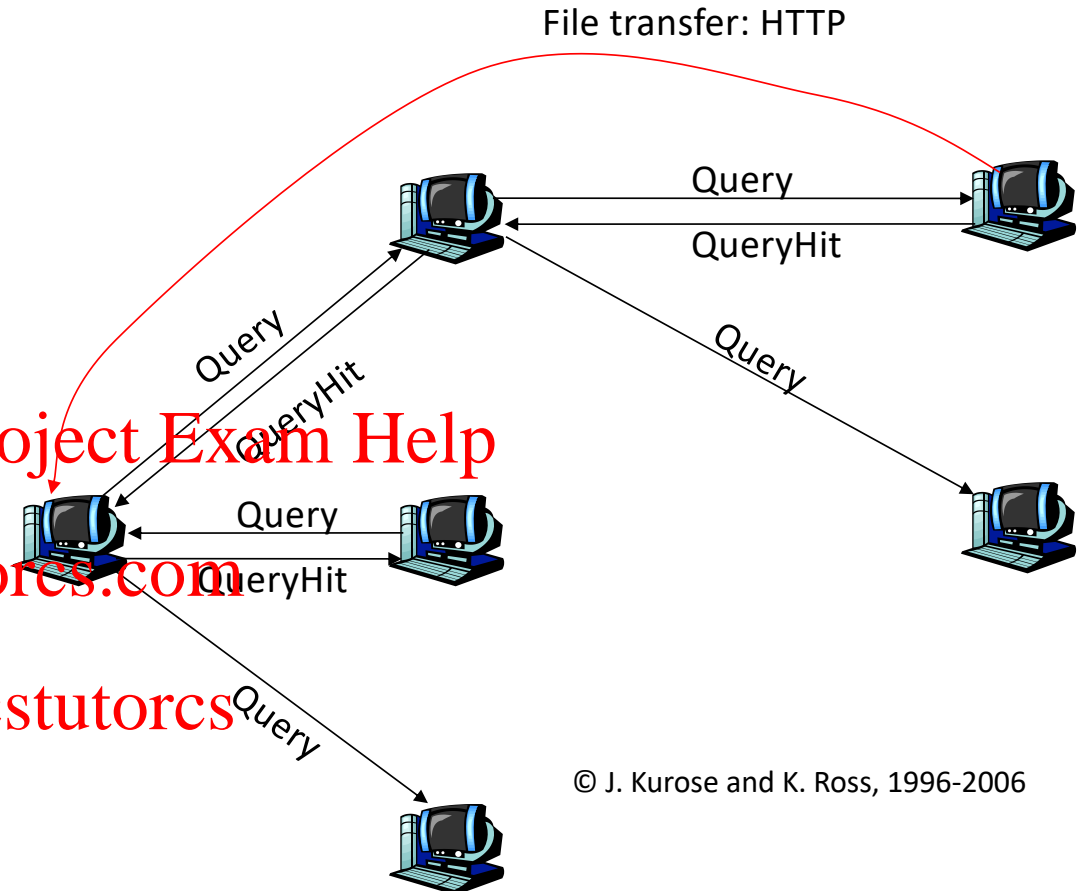 File transfer: HTTP
Query
QueryHit
Query
Query
QueryHit
oject Exam Help
Query
QueryHit
rcs.com
Query
stutorcs
© J. Kurose and K. Ross, 1996-2006